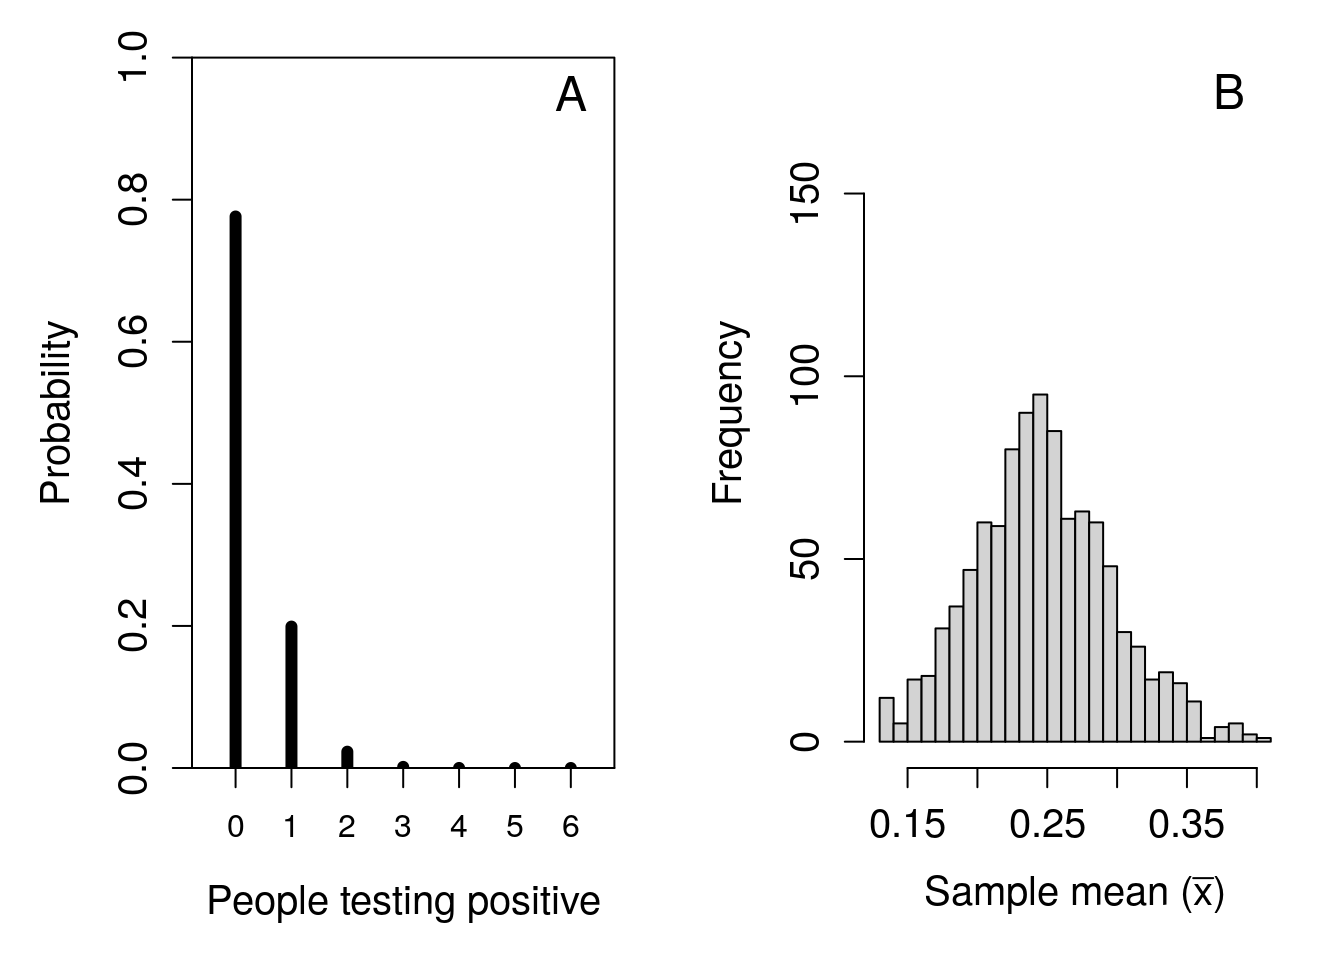 A
Probability
1.0
0.8
0.6
0.4
0.2
0.0
0 1 2 3 4 5 6
People testing positive
B
Frequency
150
100
50
0
0.15 0.25 0.35
Sample mean (x̅)